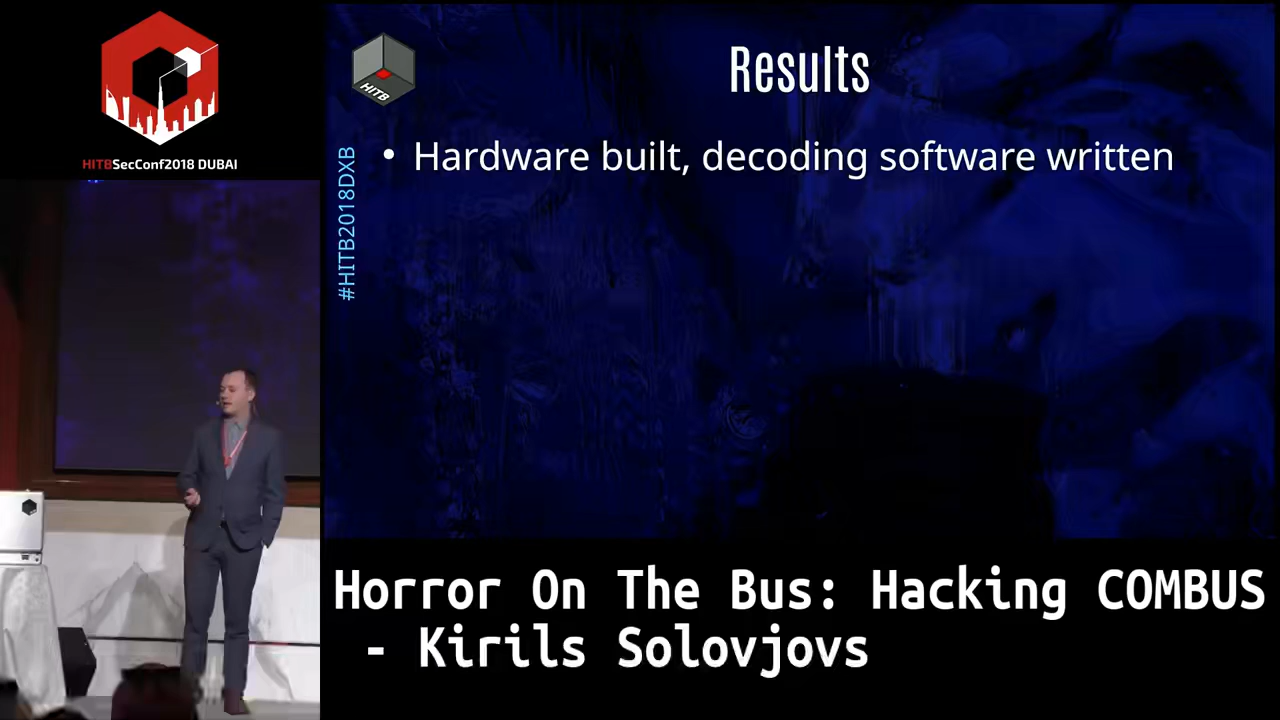 HITBSecConf2018 DUBAI
HITB
#HITB2018DXB
Results
• Hardware built, decoding software written
Horror On The Bus: Hacking COMBUS
- Kirils Solovjovs